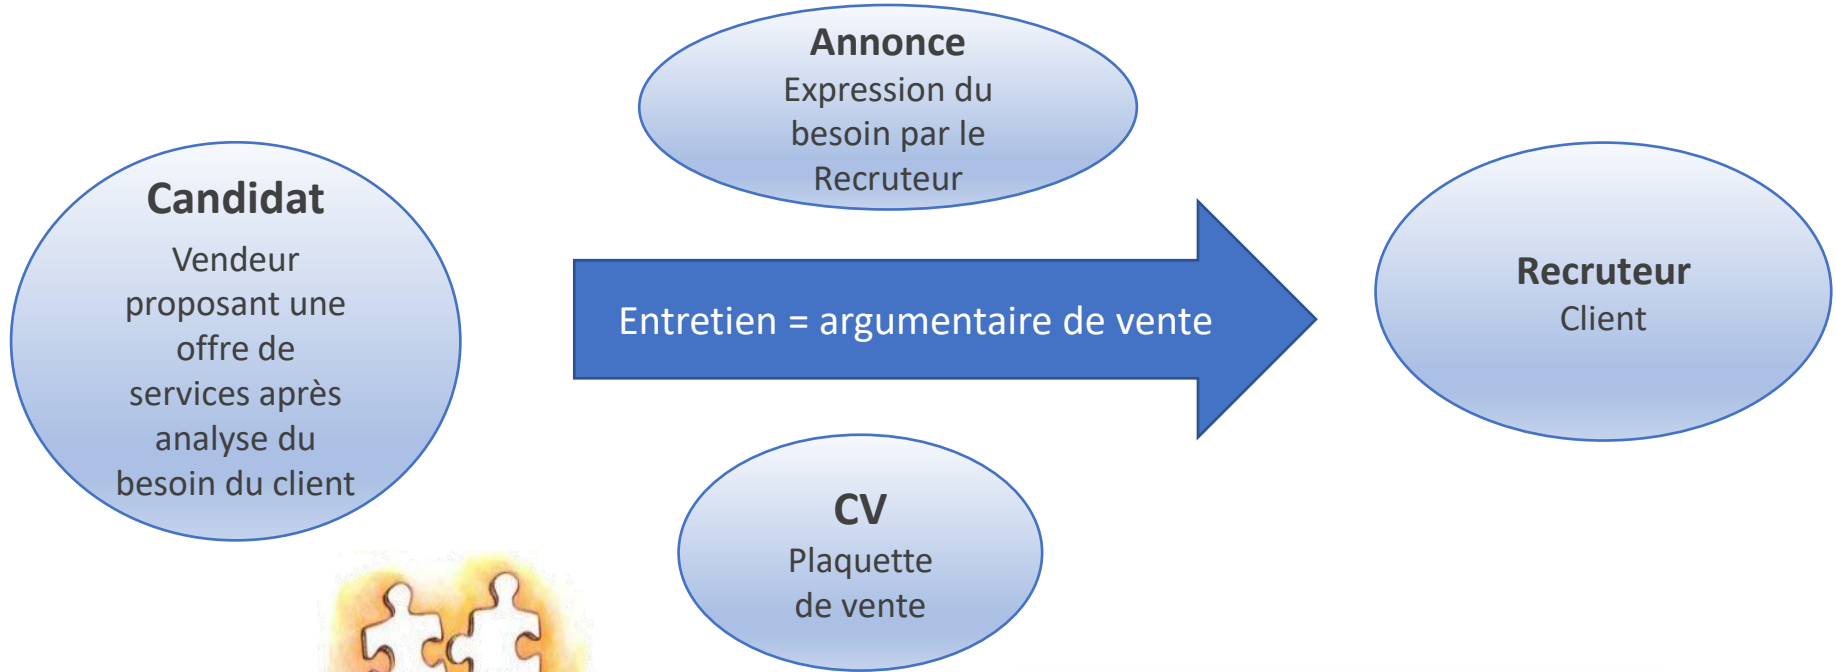 Annonce
Expression du
besoin par le
Recruteur
Candidat
Vendeur
proposant une
offre de
services après
analyse du
besoin du client
Entretien = argumentaire de vente
Recruteur
Client
CV
Plaquette
de vente